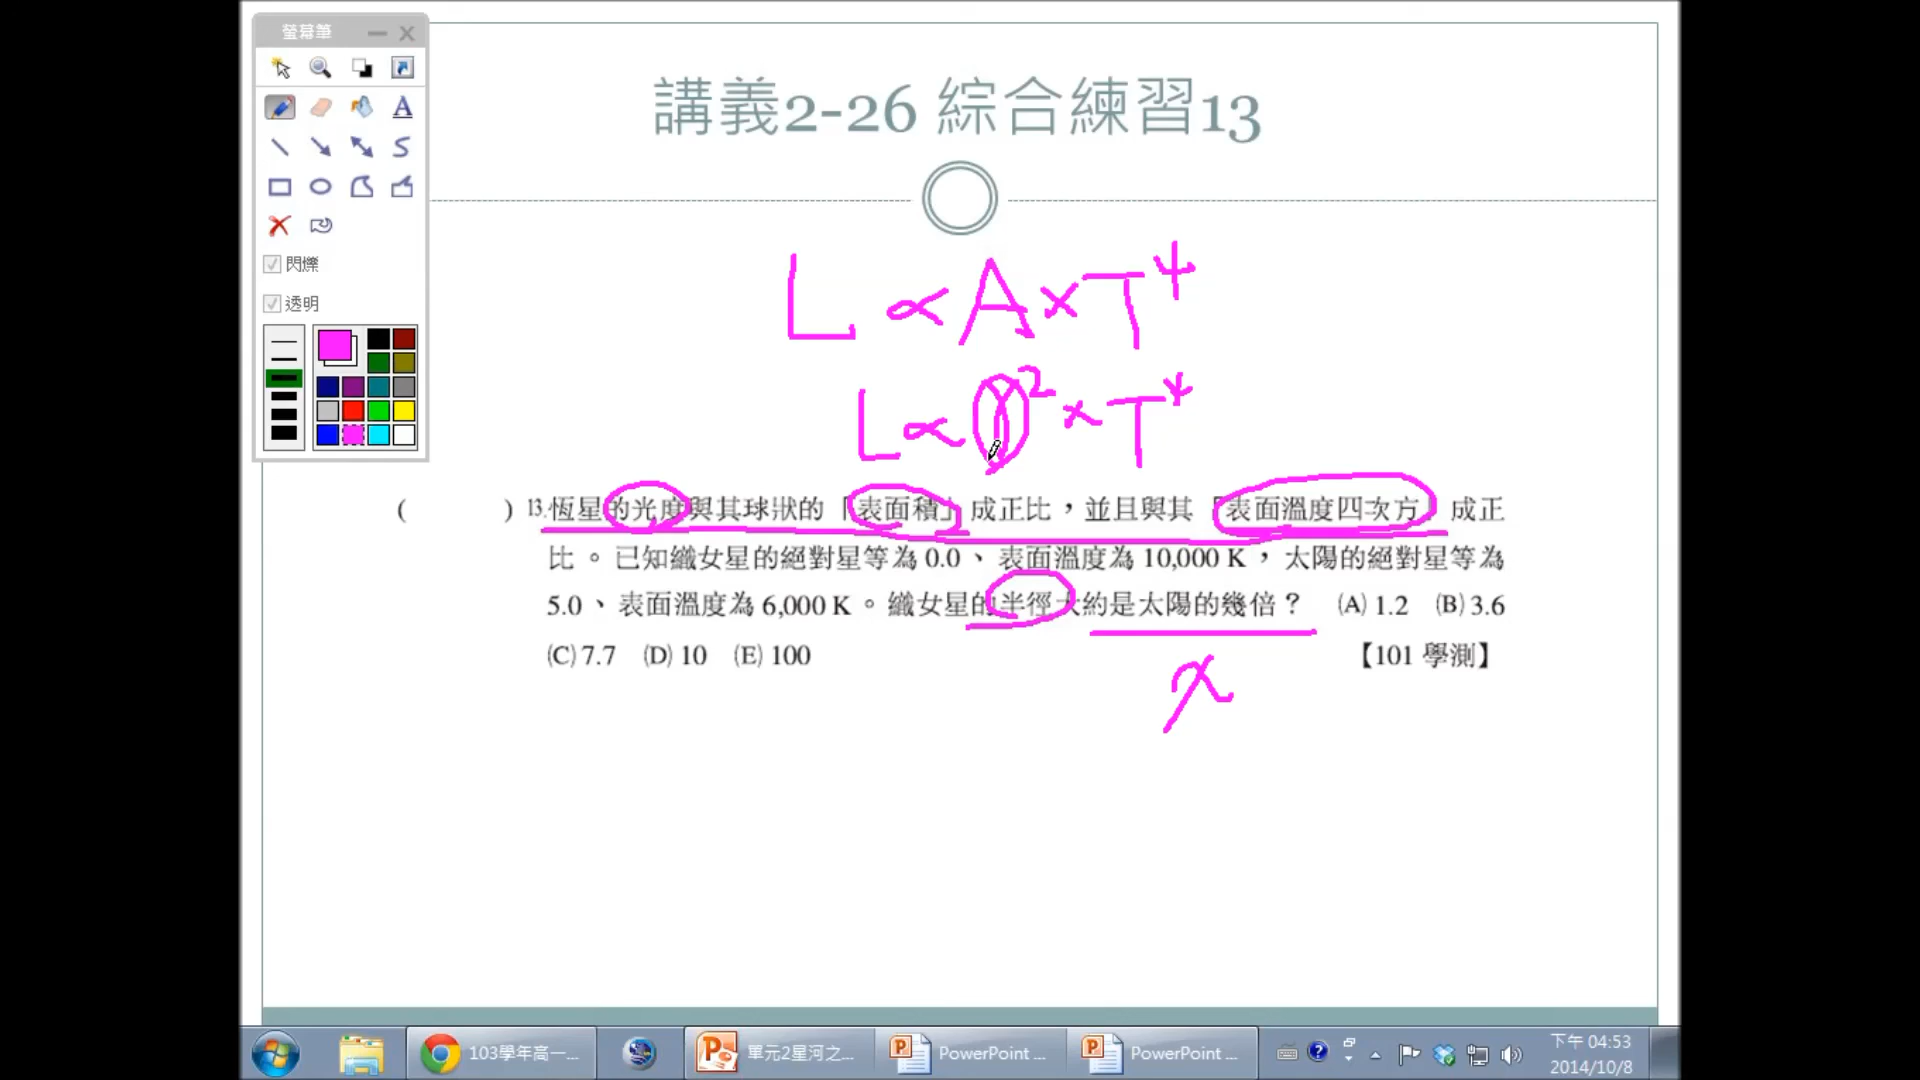 螢幕筆
閃爍
透明
講義2-26 綜合練習13
L ∝ A × T⁴
L ∝ ² × T⁴
( ) 13.恆星的光度與其球狀的「表面積」成正比，並且與其「表面溫度四次方」成正
比。已知織女星的絕對星等為 0.0、表面溫度為 10,000 K，太陽的絕對星等為
5.0、表面溫度為 6,000 K。織女星的半徑大約是太陽的幾倍？ (A) 1.2 (B) 3.6
(C) 7.7 (D) 10 (E) 100 【101 學測】
x
103學年高一...
單元2星河之...
PowerPoint ...
PowerPoint ...
下午 04:53
2014/10/8